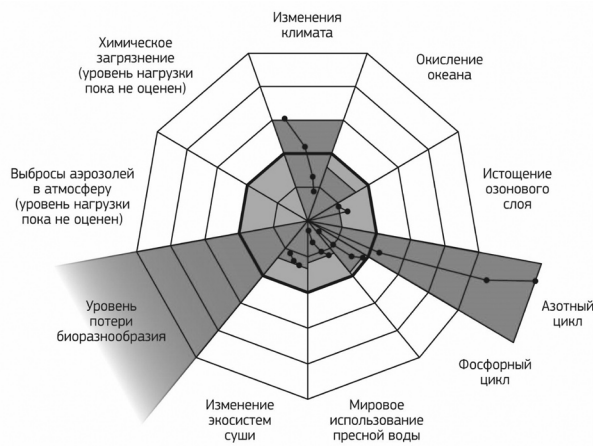 Изменения
климата
Химическое
загрязнение
(уровень нагрузки
пока не оценен)
Окисление
океана
Выбросы аэрозолей
в атмосферу
(уровень нагрузки
пока не оценен)
Истощение
озонового
слоя
Уровень
потери
биоразнообразия
Азотный
цикл
Фосфорный
цикл
Изменение
экосистем
суши
Мировое
использование
пресной воды